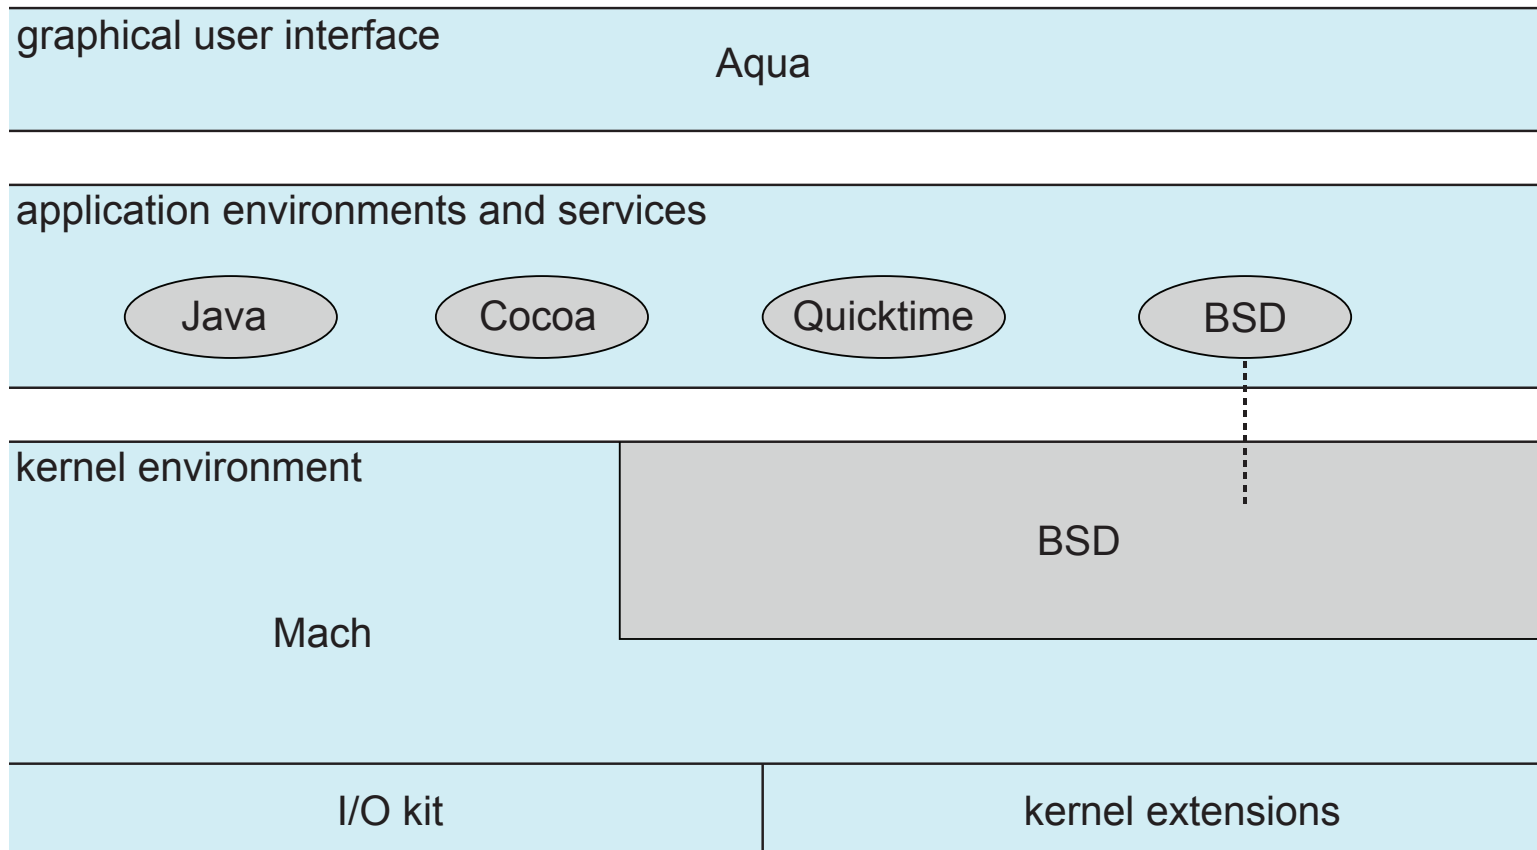 graphical user interface
Aqua
application environments and services
Java
Cocoa
Quicktime
BSD
kernel environment
BSD
Mach
I/O kit
kernel extensions